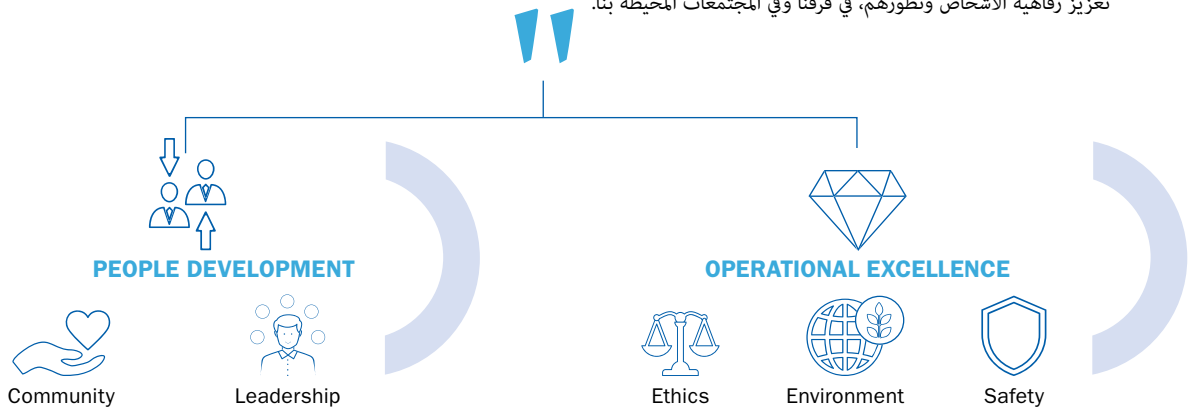 تعزيز رفاهية الأشخاص وتطورهم، في فرقنا وفي المجتمعات المحيطة بنا.
PEOPLE DEVELOPMENT
OPERATIONAL EXCELLENCE
Community
Leadership
Ethics
Environment
Safety